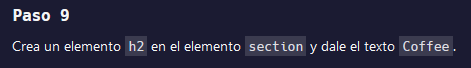 Paso 9
Crea un elemento h2 en el elemento section y dale el texto Coffee.